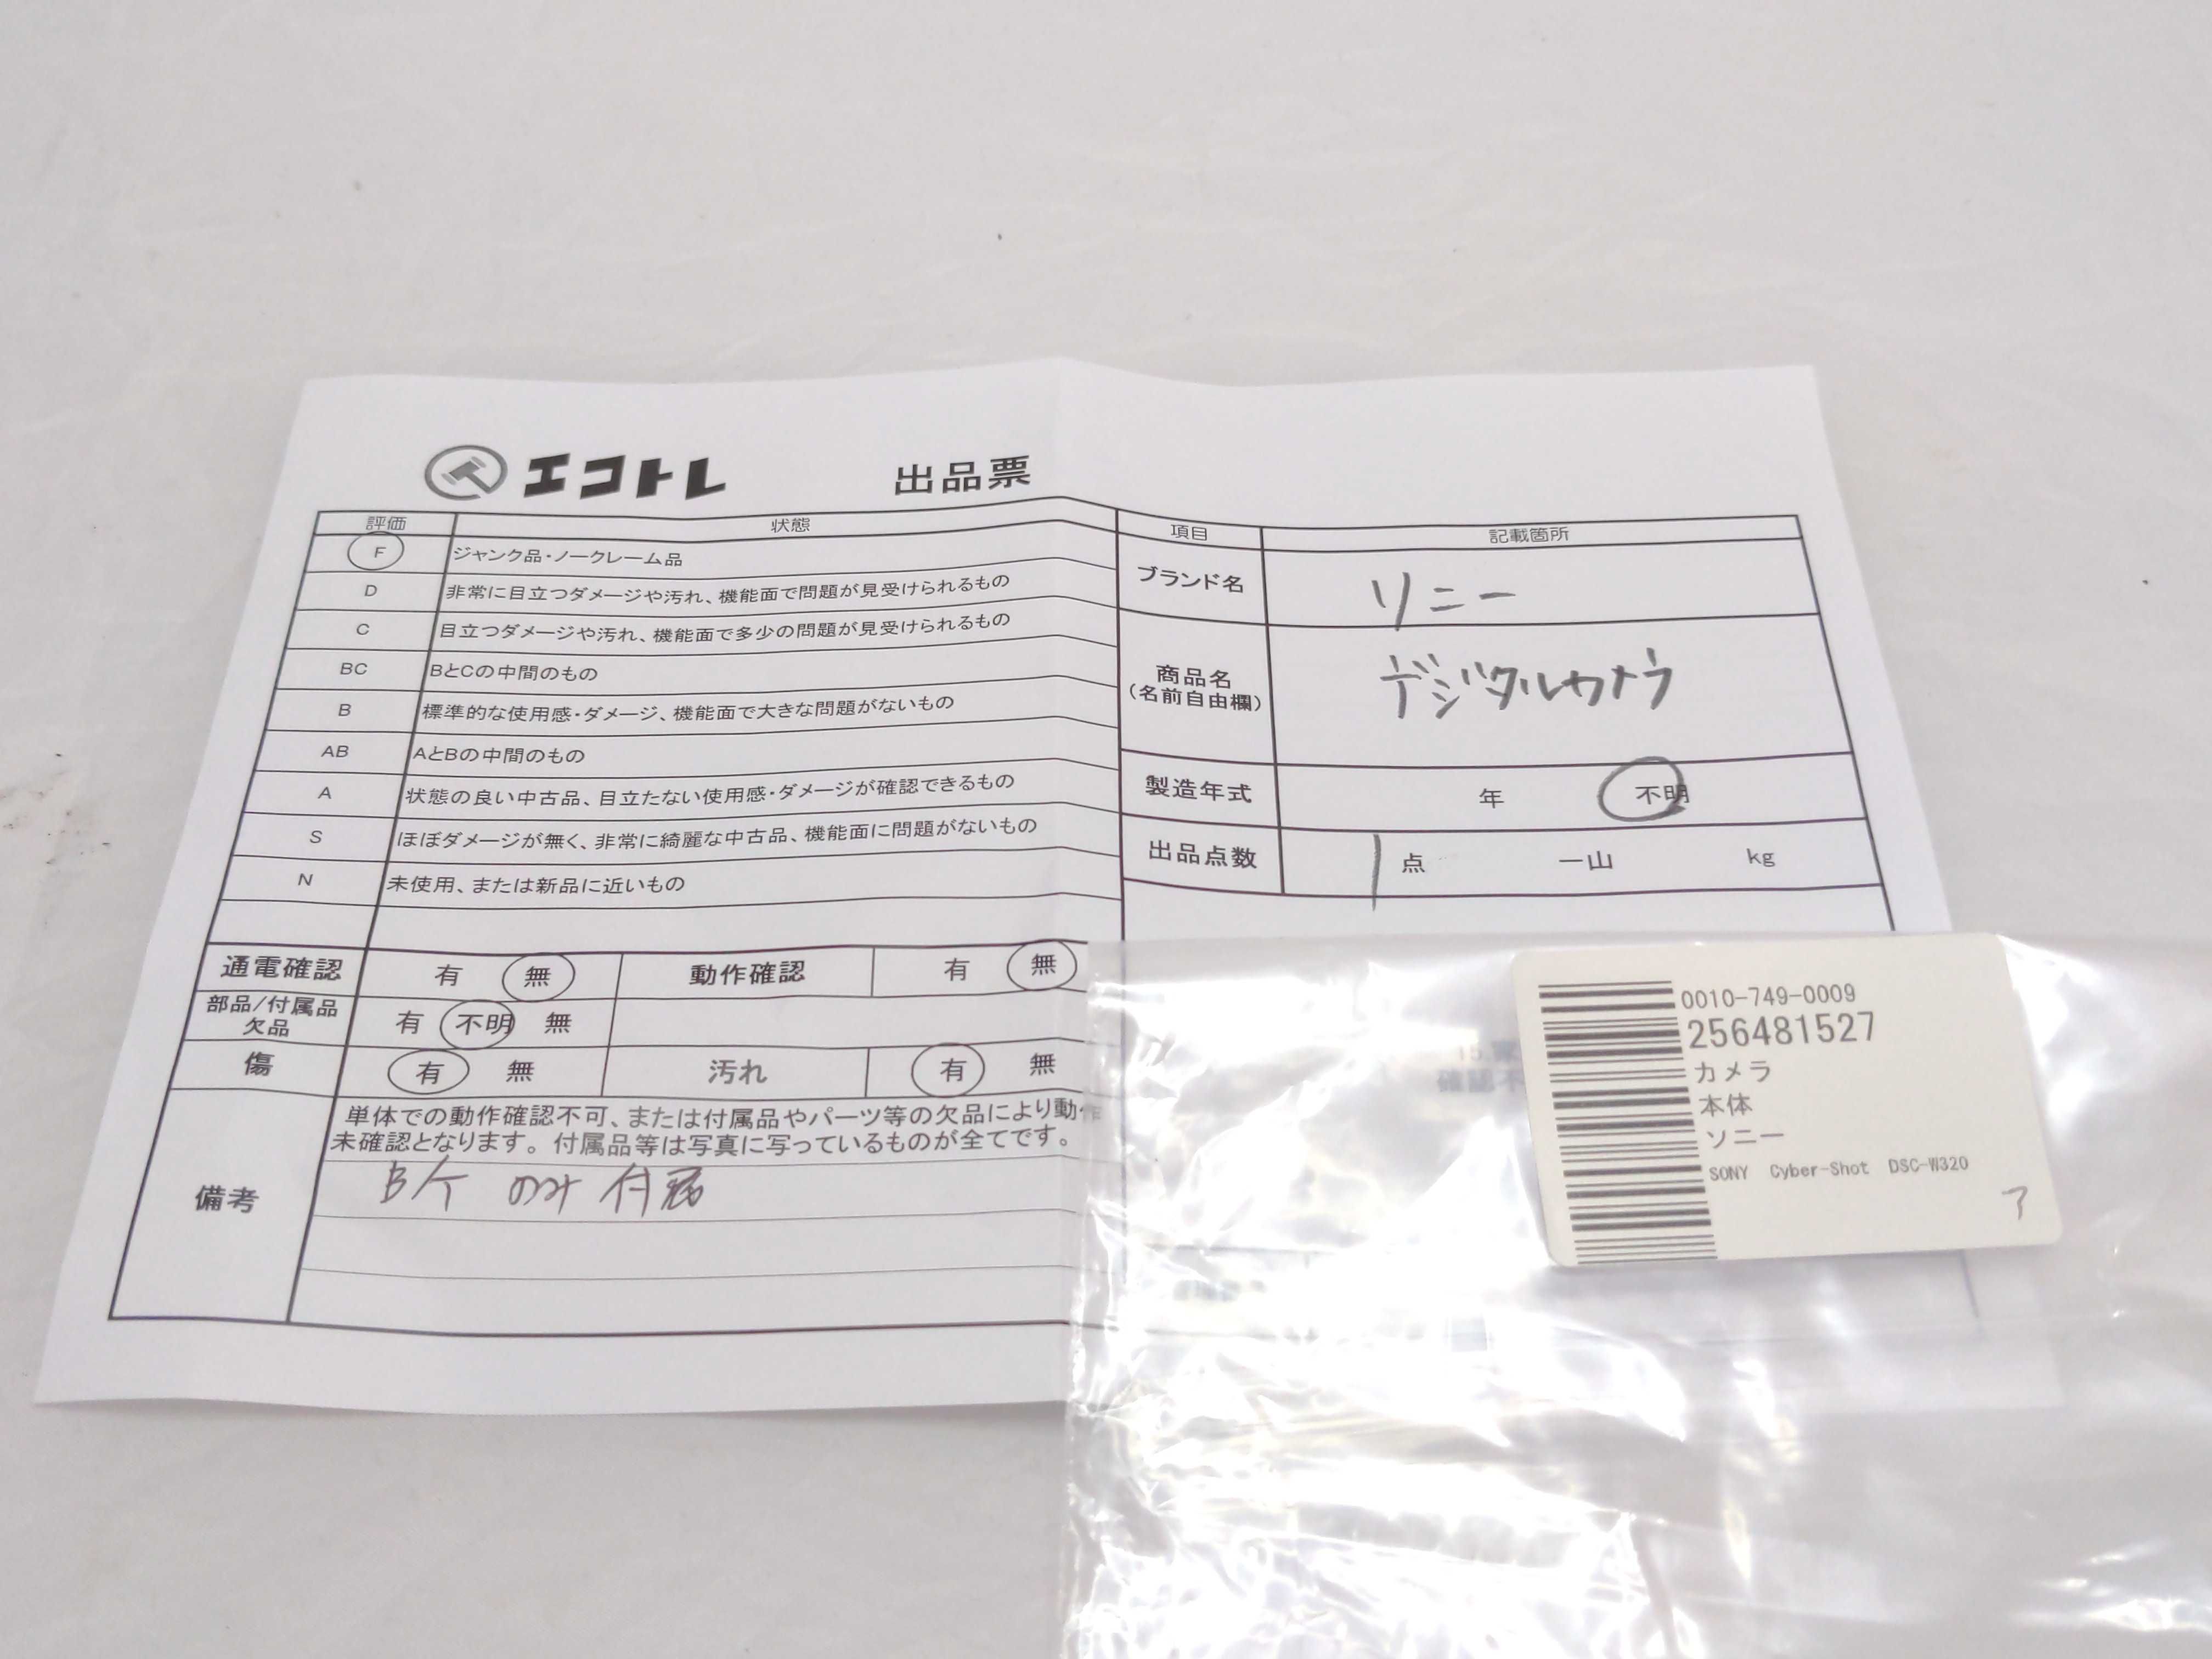 エコトレ 出品票
評価 状態
F ジャンク品・ノークレーム品
D 非常に目立つダメージや汚れ、機能面で問題が見受けられるもの
C 目立つダメージや汚れ、機能面で多少の問題が見受けられるもの
BC BとCの中間のもの
B 標準的な使用感・ダメージ、機能面で大きな問題がないもの
AB AとBの中間のもの
A 状態の良い中古品、目立たない使用感・ダメージが確認できるもの
S ほぼダメージが無く、非常に綺麗な中古品、機能面に問題がないもの
N 未使用、または新品に近いもの
項目 記載箇所
ブランド名 ソニー
商品名
(名前自由欄) デジタルカメラ
製造年式 年 不明
出品点数 1 点 一山 kg
通電確認 有 無 動作確認 有 無
部品/付属品
欠品 有 不明 無
傷 有 無 汚れ 有 無
備考
単体での動作確認不可、または付属品やパーツ等の欠品により動作
未確認となります。付属品等は写真に写っているものが全てです。
のみ付属
0010-749-0009
256481527
カメラ
本体
ソニー
SONY Cyber-Shot DSC-W320
ア